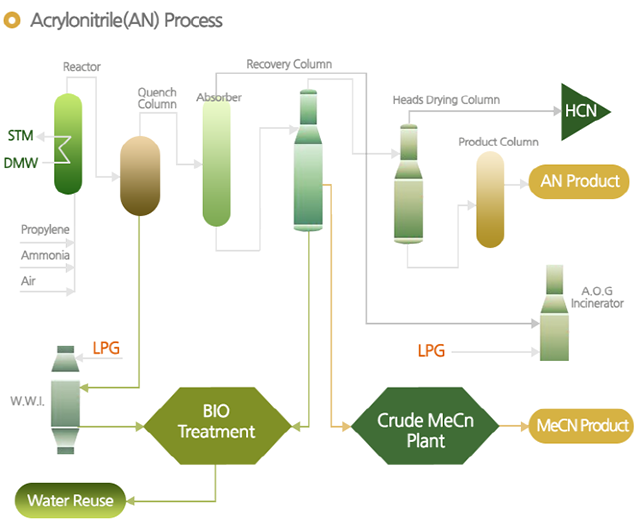 Acrylonitrile(AN) Process
Reactor
Recovery Column
Quench
Column
Absorber
Heads Drying Column
HCN
STM
DMW
Product Column
AN Product
Propylene
Ammonia
Air
A,O,G
Incinerator
LPG
LPG
W.W.I.
BIO
Treatment
Crude MeCn
Plant
MeCN Product
Water Reuse